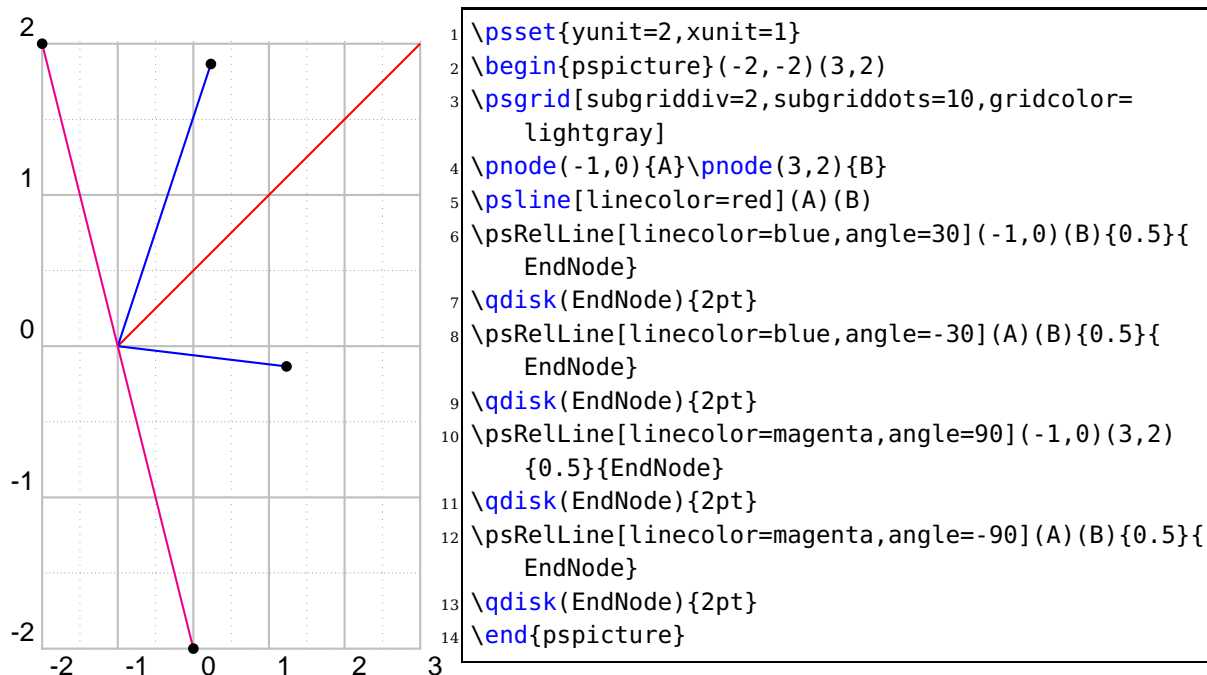 2
1
0
-1
-2
-2 -1 0 1 2 3
1 \psset{yunit=2,xunit=1}
2 \begin{pspicture}(-2,-2)(3,2)
3 \psgrid[subgriddiv=2,subgriddots=10,gridcolor=
lightgray]
4 \pnode(-1,0){A}\pnode(3,2){B}
5 \psline[linecolor=red](A)(B)
6 \psRelLine[linecolor=blue,angle=30](-1,0)(B){0.5}{
EndNode}
7 \qdisk(EndNode){2pt}
8 \psRelLine[linecolor=blue,angle=-30](A)(B){0.5}{
EndNode}
9 \qdisk(EndNode){2pt}
10 \psRelLine[linecolor=magenta,angle=90](-1,0)(3,2)
{0.5}{EndNode}
11 \qdisk(EndNode){2pt}
12 \psRelLine[linecolor=magenta,angle=-90](A)(B){0.5}{
EndNode}
13 \qdisk(EndNode){2pt}
14 \end{pspicture}